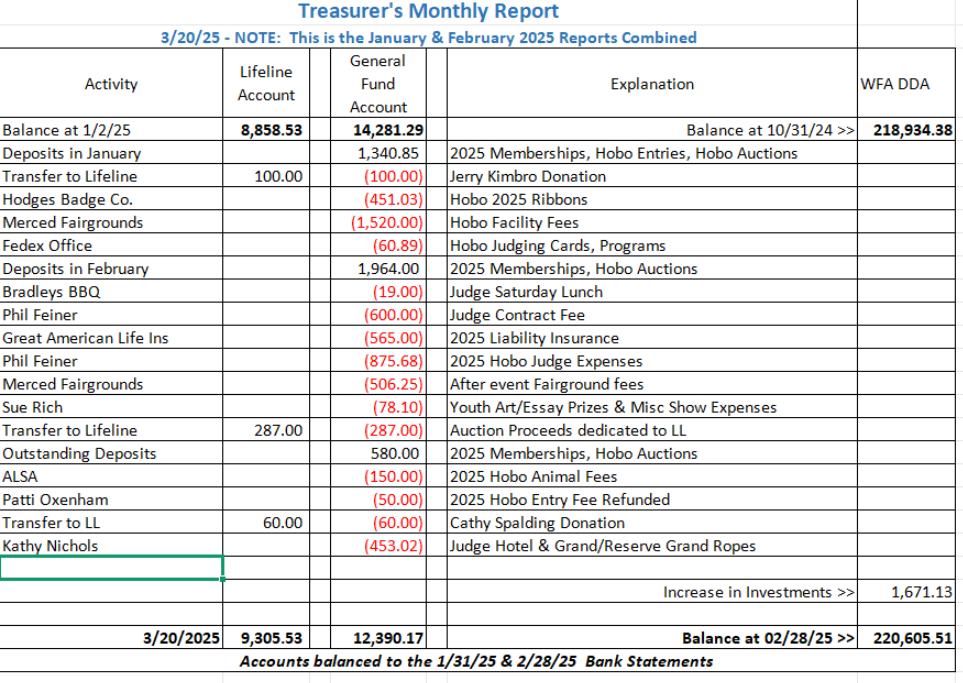 Treasurer's Monthly Report
3/20/25 - NOTE:  This is the January & February 2025 Reports Combined
Activity Lifeline Account General Fund Account Explanation WFA DDA
Balance at 1/2/25 8,858.53 14,281.29 Balance at 10/31/24 >> 218,934.38
Deposits in January 1,340.85 2025 Memberships, Hobo Entries, Hobo Auctions
Transfer to Lifeline 100.00 (100.00) Jerry Kimbro Donation
Hodges Badge Co. (451.03) Hobo 2025 Ribbons
Merced Fairgrounds (1,520.00) Hobo Facility Fees
Fedex Office (60.89) Hobo Judging Cards, Programs
Deposits in February 1,964.00 2025 Memberships, Hobo Auctions
Bradleys BBQ (19.00) Judge Saturday Lunch
Phil Feiner (600.00) Judge Contract Fee
Great American Life Ins (565.00) 2025 Liability Insurance
Phil Feiner (875.68) 2025 Hobo Judge Expenses
Merced Fairgrounds (506.25) After event Fairground fees
Sue Rich (78.10) Youth Art/Essay Prizes & Misc Show Expenses
Transfer to Lifeline 287.00 (287.00) Auction Proceeds dedicated to LL
Outstanding Deposits 580.00 2025 Memberships, Hobo Auctions
ALSA (150.00) 2025 Hobo Animal Fees
Patti Oxenham (50.00) 2025 Hobo Entry Fee Refunded
Transfer to LL 60.00 (60.00) Cathy Spalding Donation
Kathy Nichols (453.02) Judge Hotel & Grand/Reserve Grand Ropes
Increase in Investments >> 1,671.13
3/20/2025 9,305.53 12,390.17 Balance at 02/28/25 >> 220,605.51
Accounts balanced to the 1/31/25 & 2/28/25  Bank Statements